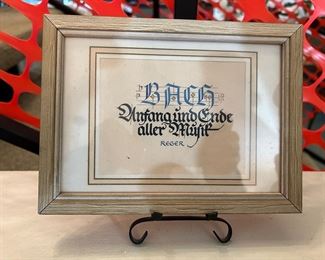 BACH
Anfang und Ende
aller Musik
REGER